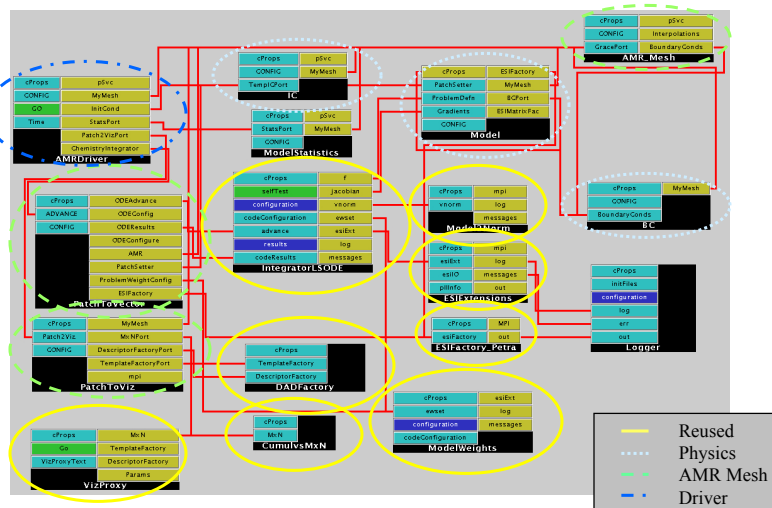 cProps pSvc
CONFIG Interpolations
GracePort BoundaryConds
AMR_Mesh
cProps pSvc
CONFIG MyMesh
TempICPort
IC
cProps ESIFactory
PatchSetter MyMesh
ProblemDefn BCPort
Gradients ESIMatrixFac
CONFIG
Model
cProps pSvc
CONFIG MyMesh
GO InitCond
Time StatsPort
Patch2VizPort
ChemistryIntegrator
AMRDriver
cProps pSvc
StatsPort MyMesh
CONFIG
ModelStatistics
cProps f
selfTest jacobian
configuration vnorm
codeConfiguration ewset
advance esiExt
results log
codeResults messages
IntegratorLSODE
cProps mpi
vnorm log
messages
cProps MyMesh
CONFIG
BoundaryConds
BC
cProps ODEAdvance
ADVANCE ODEConfig
CONFIG ODEResults
ODEConfigure
AMR
PatchSetter
ProblemWeightConfig
ESIFactory
PatchToVector
cProps mpi
esiExt log
esiIO messages
pilInfo out
ESIExtensions
cProps
initFiles
configuration
log
err
out
Logger
cProps MyMesh
Patch2Viz MxNPort
CONFIG DescriptorFactoryPort
TemplateFactoryPort
mpi
PatchToViz
cProps MPI
esiFactory out
ESIFactory_Petra
cProps
TemplateFactory
DescriptorFactory
DADFactory
cProps esiExt
ewset log
configuration messages
codeConfiguration
ModelWeights
cProps
MxN
CumulvsMxN
cProps MxN
Go TemplateFactory
VizProxyText DescriptorFactory
Params
VizProxy
Reused
Physics
AMR Mesh
Driver